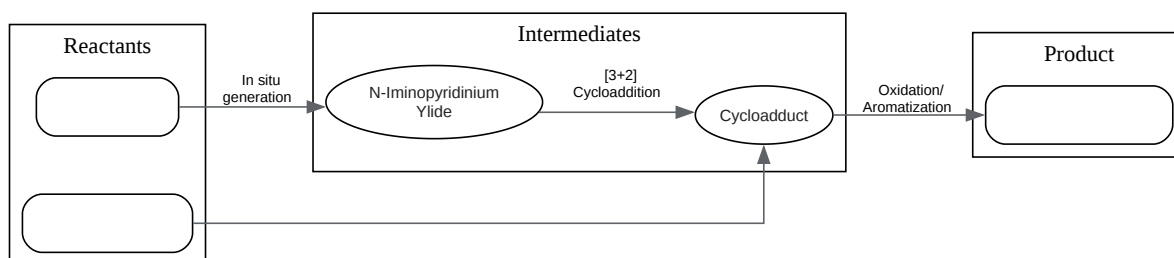 Reactants
In situ
generation
Intermediates
N-Iminopyridinium
Ylide
[3+2]
Cycloaddition
Cycloadduct
Oxidation/
Aromatization
Product